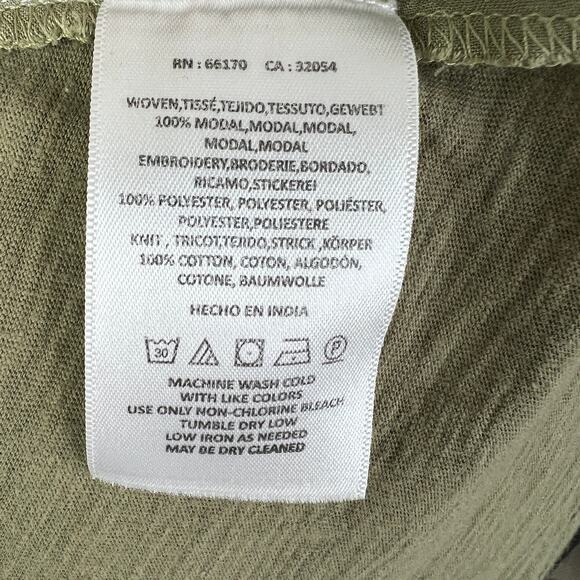 RN : 66170 CA : 32054
WOVEN,TISSÉ,TEJIDO,TESSUTO,GEWEBT
100% MODAL,MODAL,MODAL,
MODAL,MODAL
EMBROIDERY,BRODERIE,BORDADO,
RICAMO,STICKEREI
100% POLYESTER, POLYESTER, POLIÉSTER,
POLYESTER,POLIESTERE
KNIT , TRICOT,TEJIDO,STRICK ,KÖRPER
100% COTTON, COTON, ALGODÓN,
COTONE, BAUMWOLLE
HECHO EN INDIA
30 P
MACHINE WASH COLD
WITH LIKE COLORS
USE ONLY NON-CHLORINE BLEACH
TUMBLE DRY LOW
LOW IRON AS NEEDED
MAY BE DRY CLEANED